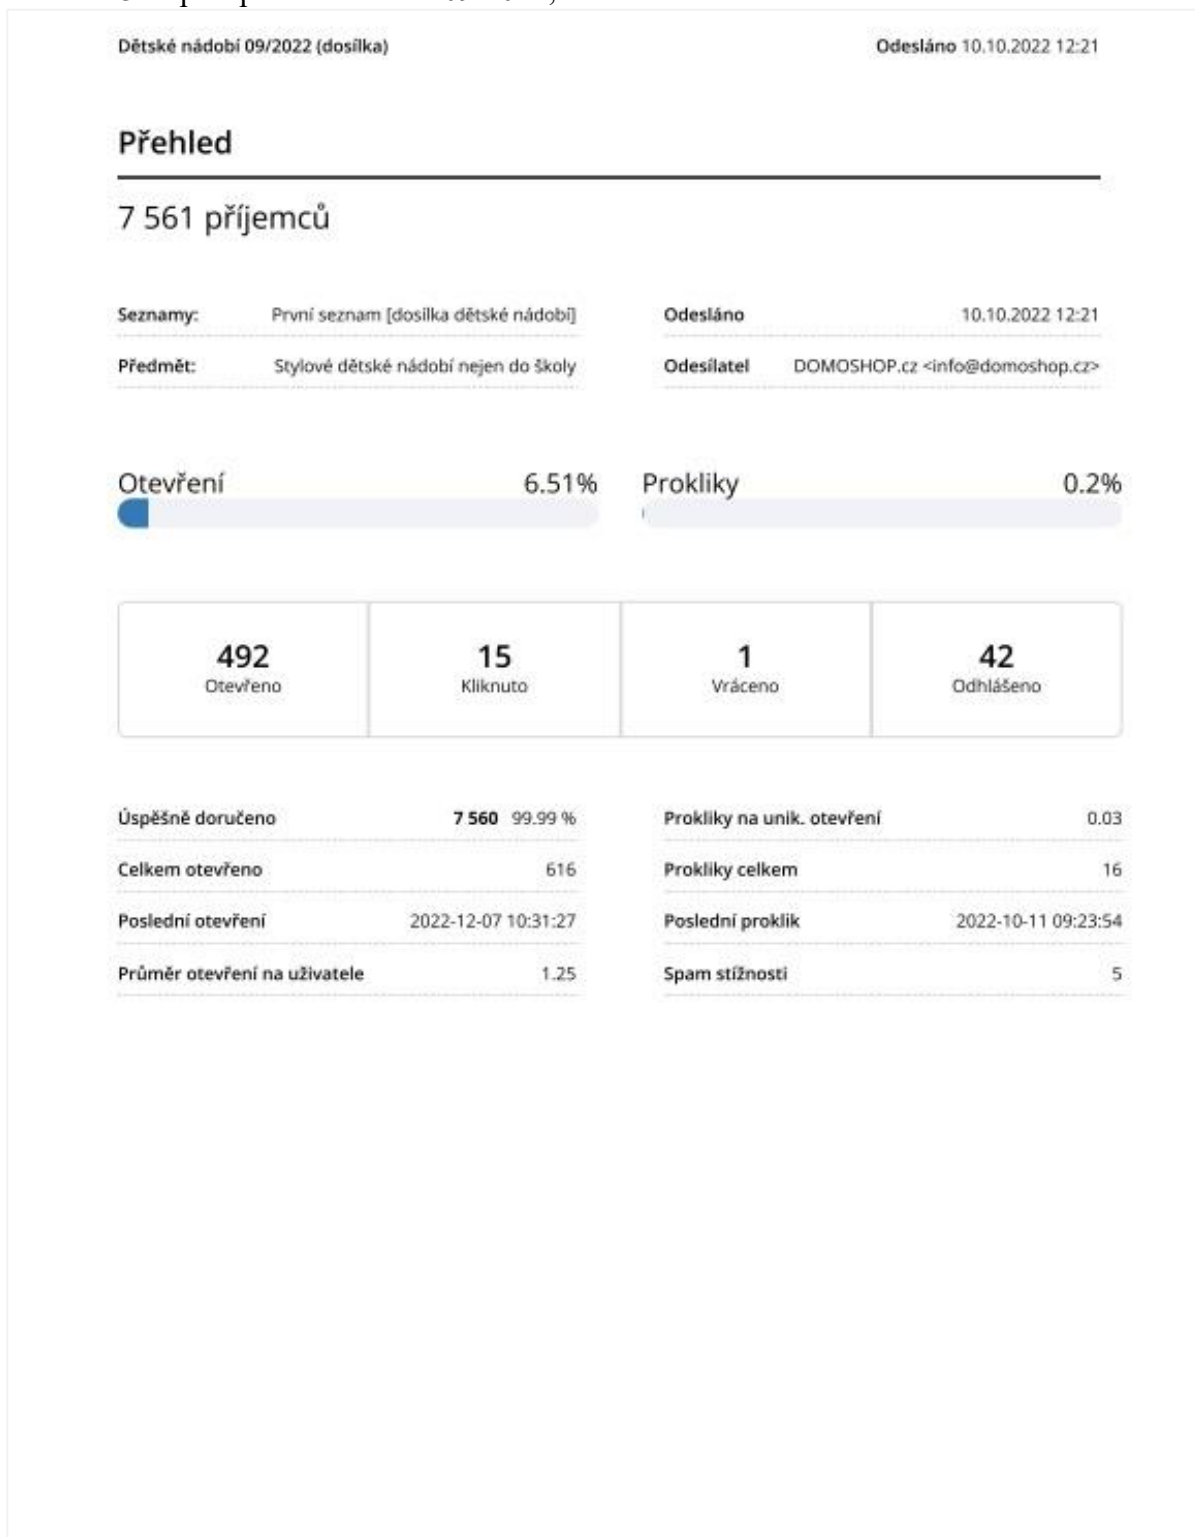 Dětské nádobí 09/2022 (dosílka) Odesláno 10.10.2022 12:21
Přehled
7 561 příjemců
Seznamy: První seznam [dosílka dětské nádobí] Odesláno 10.10.2022 12:21
Předmět: Stylové dětské nádobí nejen do školy Odesílatel DOMOSHOP.cz <info@domoshop.cz>
Otevření 6.51% Prokliky 0.2%
492 15 1 42
Otevřeno Kliknuto Vráceno Odhlášeno
Úspěšně doručeno 7 560 99.99 % Prokliky na unik. otevření 0.03
Celkem otevřeno 616 Prokliky celkem 16
Poslední otevření 2022-12-07 10:31:27 Poslední proklik 2022-10-11 09:23:54
Průměr otevření na uživatele 1.25 Spam stížnosti 5